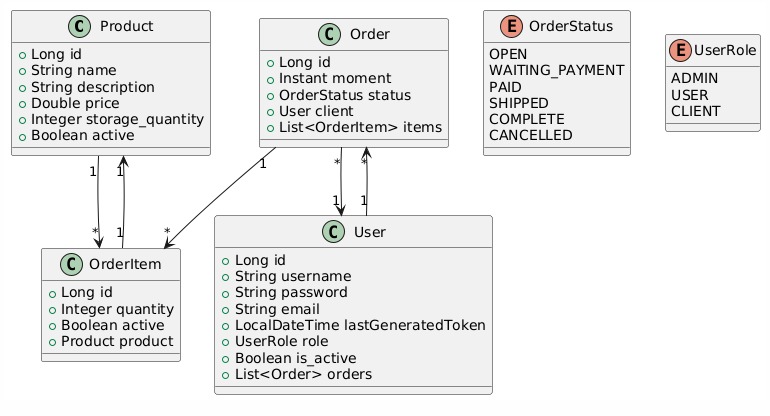 C Product
Long id
String name
String description
Double price
Integer storage_quantity
Boolean active
C Order
Long id
Instant moment
OrderStatus status
User client
List<OrderItem> items
E OrderStatus
OPEN
WAITING_PAYMENT
PAID
SHIPPED
COMPLETE
CANCELLED
E UserRole
ADMIN
USER
CLIENT
1
1
1
*
*
*
1
*
1
1
C OrderItem
Long id
Integer quantity
Boolean active
Product product
C User
Long id
String username
String password
String email
LocalDateTime lastGeneratedToken
UserRole role
Boolean is_active
List<Order> orders